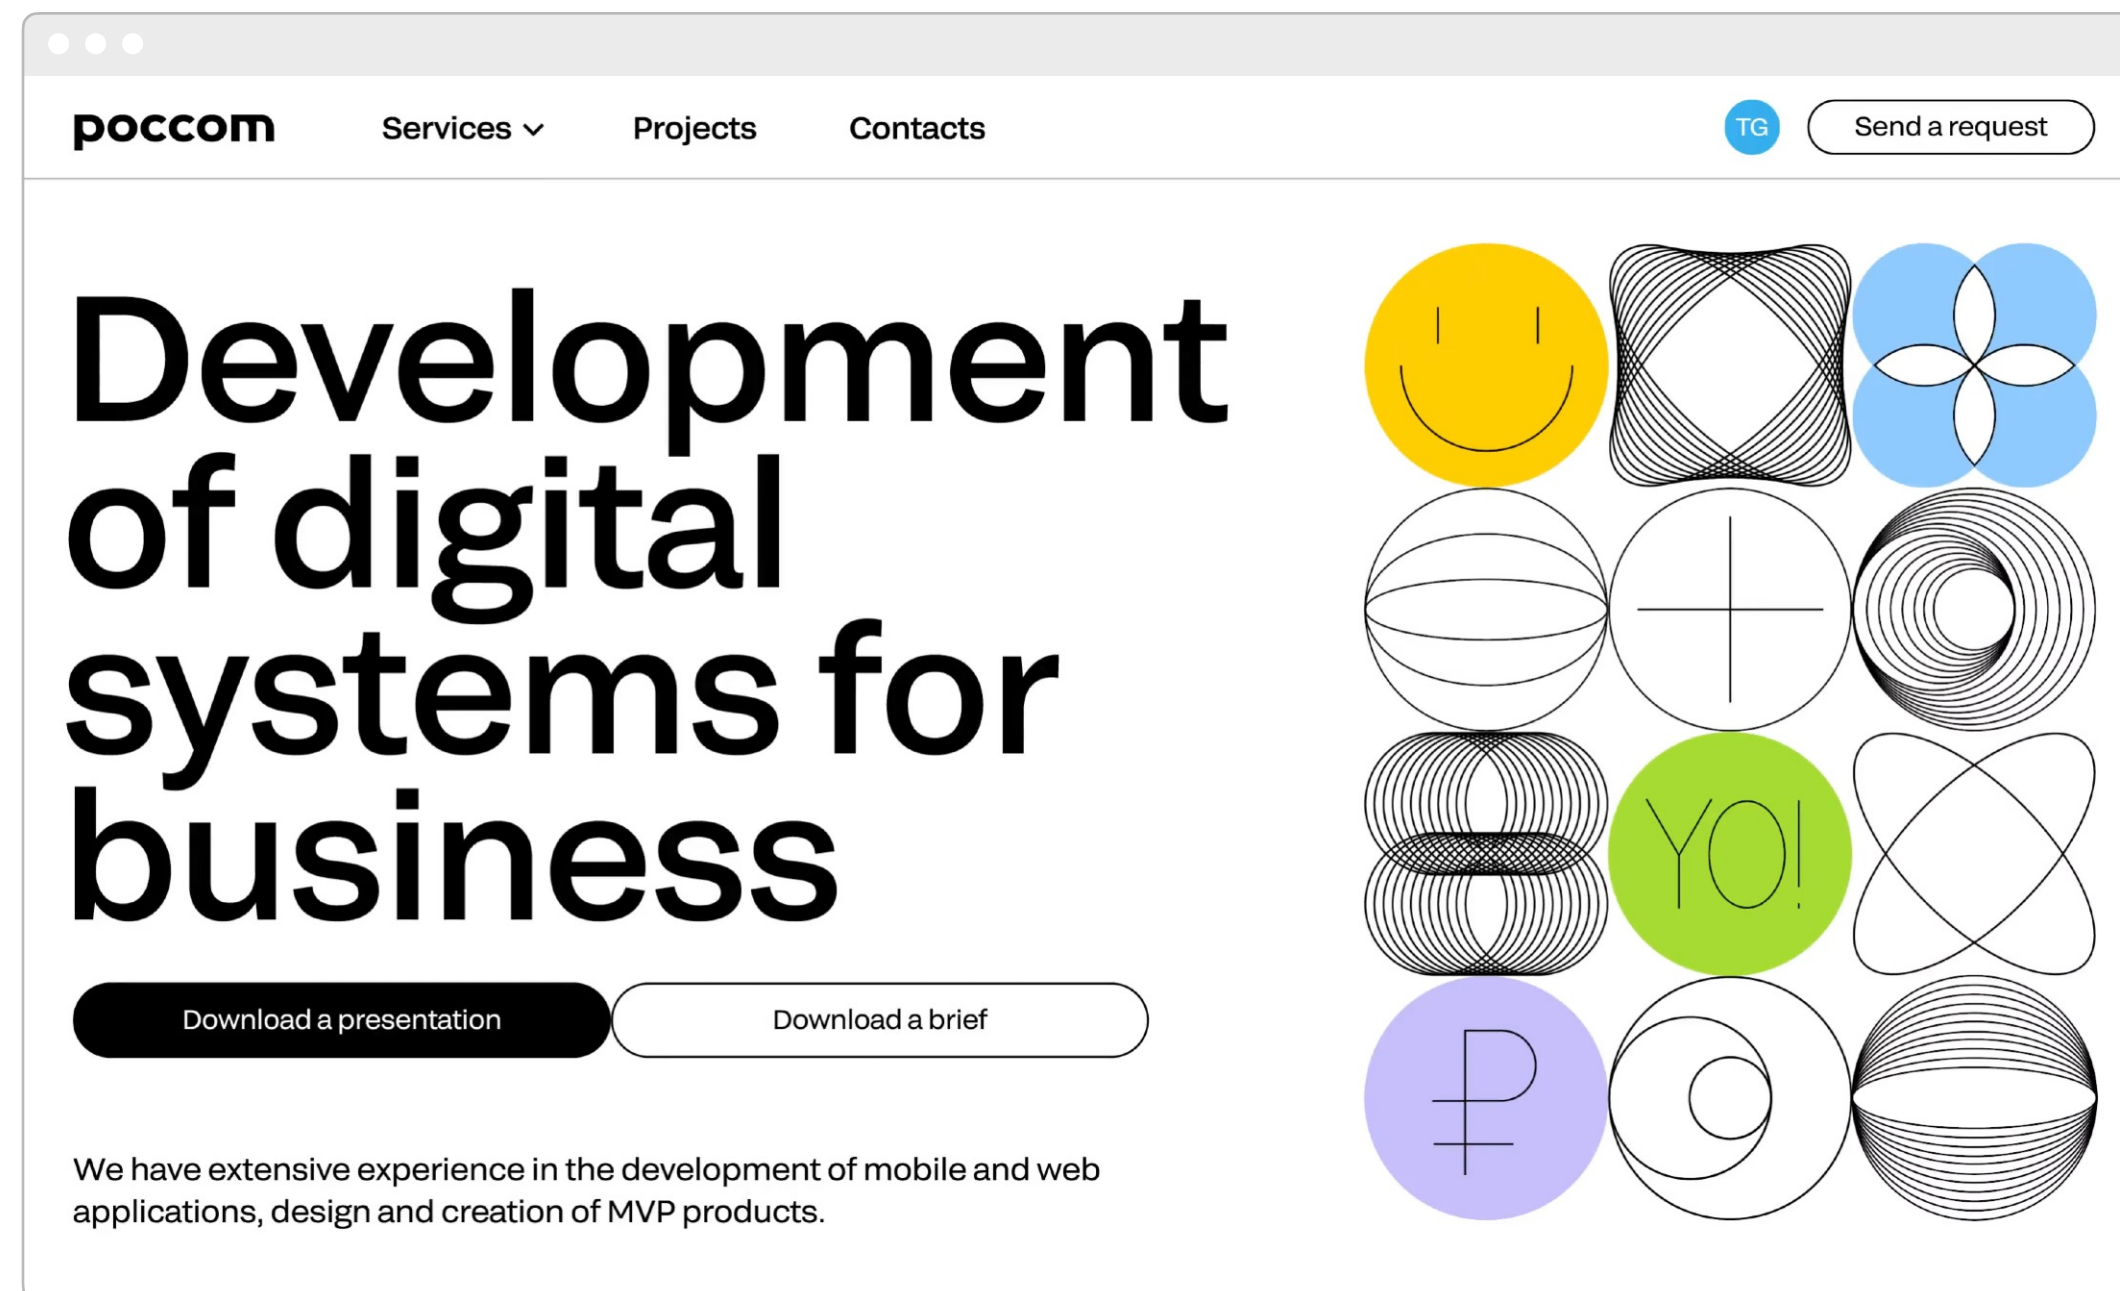 poccom
Services
Projects
Contacts
TG
Send a request
Development
of digital
systems for
business
YO!
₽
Download a presentation
Download a brief
We have extensive experience in the development of mobile and web
applications, design and creation of MVP products.